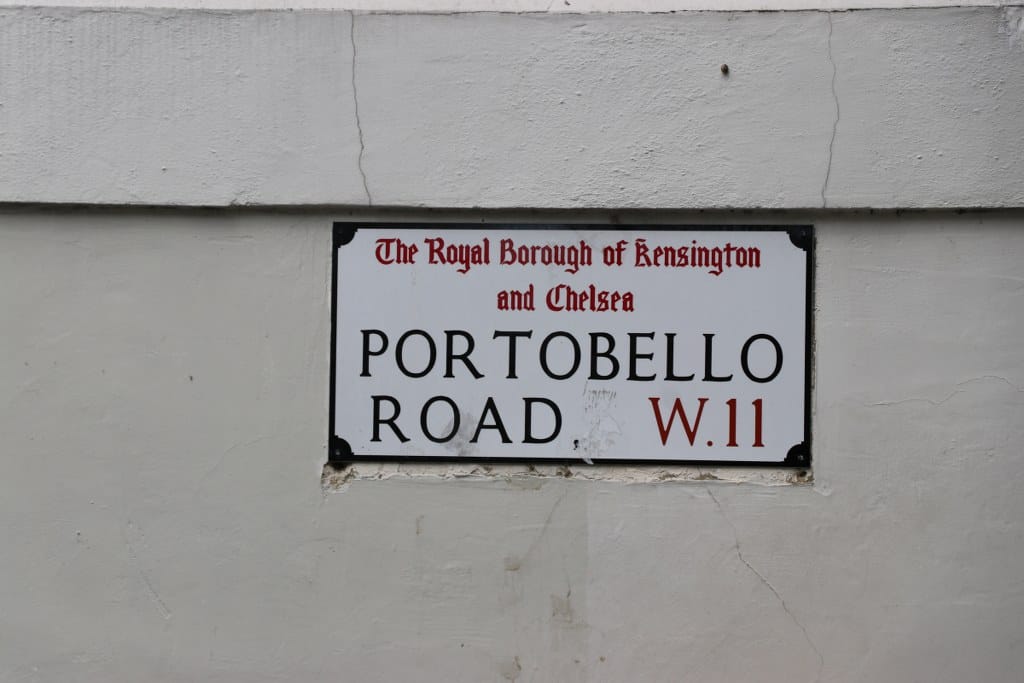 The Royal Borough of Kensington
and Chelsea
PORTOBELLO
ROAD W.11